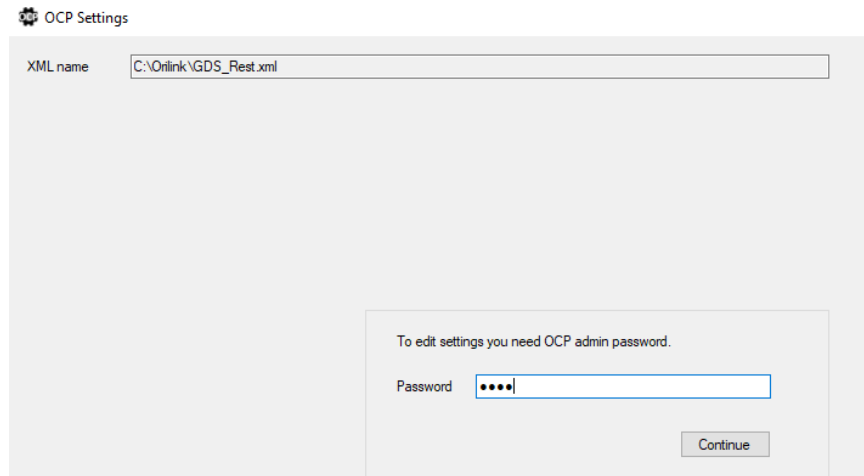 OCP Settings
XML name C:\Orilink\GDS_Rest.xml
To edit settings you need OCP admin password.
Password ●●●●
Continue